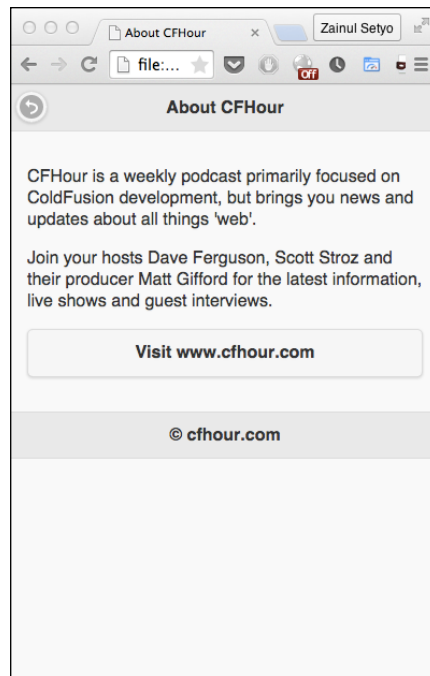 About CFHour
Zainul Setyo
file:...
Off
About CFHour
CFHour is a weekly podcast primarily focused on
ColdFusion development, but brings you news and
updates about all things 'web'.
Join your hosts Dave Ferguson, Scott Stroz and
their producer Matt Gifford for the latest information,
live shows and guest interviews.
Visit www.cfhour.com
© cfhour.com